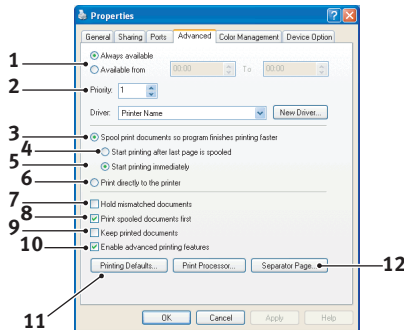 Properties
General Sharing Ports Advanced Color Management Device Option
1 Always available
Available from 00:00 To 00:00
2 Priority: 1
Driver: Printer Name New Driver...
3 Spool print documents so program finishes printing faster
4 Start printing after last page is spooled
5 Start printing immediately
6 Print directly to the printer
7 Hold mismatched documents
8 Print spooled documents first
9 Keep printed documents
10 Enable advanced printing features
Printing Defaults... Print Processor... Separator Page... 12
11
OK Cancel Apply Help